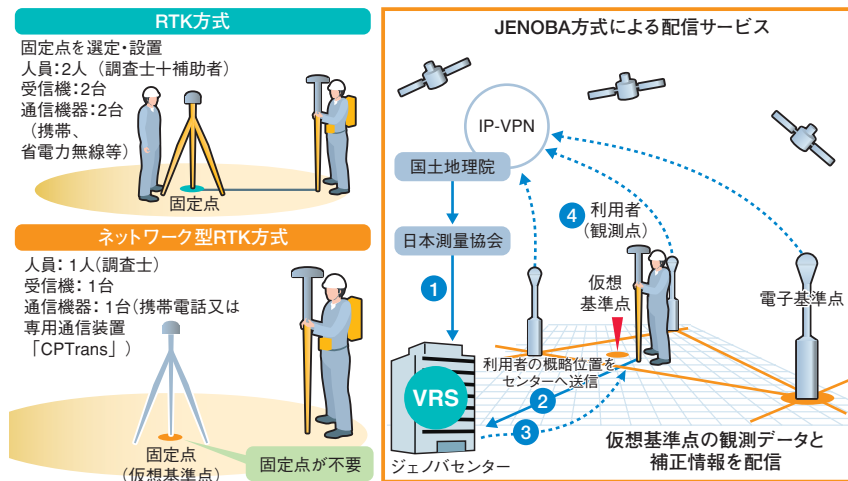 RTK方式
固定点を選定・設置
人員：2人（調査士＋補助者）
受信機：2台
通信機器：2台
（携帯、
省電力無線等）
固定点
ネットワーク型RTK方式
人員：1人（調査士）
受信機：1台
通信機器：1台（携帯電話又は
専用通信装置
「CPTrans」）
固定点
（仮想基準点）
固定点が不要
JENOBA方式による配信サービス
IP-VPN
国土地理院
日本測量協会
1
4 利用者
（観測点）
仮想
基準点
電子基準点
利用者の概略位置を
センターへ送信
VRS
2
3
ジェノバセンター
仮想基準点の観測データと
補正情報を配信